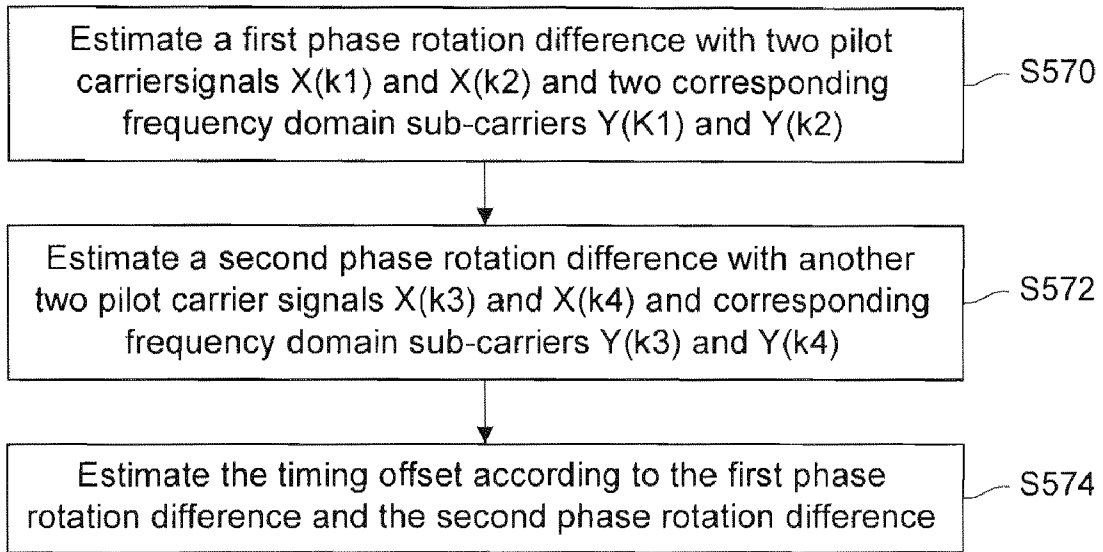 Estimate a first phase rotation difference with two pilot
carriersignals X(k1) and X(k2) and two corresponding
frequency domain sub-carriers Y(K1) and Y(k2)
S570
Estimate a second phase rotation difference with another
two pilot carrier signals X(k3) and X(k4) and corresponding
frequency domain sub-carriers Y(k3) and Y(k4)
S572
Estimate the timing offset according to the first phase
rotation difference and the second phase rotation difference
S574